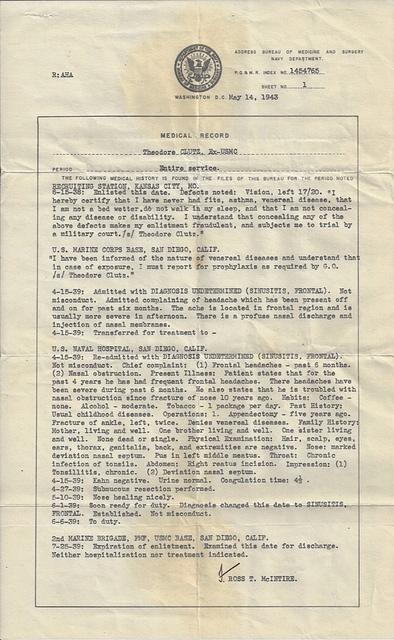 ADDRESS BUREAU OF MEDICINE AND SURGERY
NAVY DEPARTMENT.
R:AHA
P.G.& M.R. INDEX NO. 1454765
SHEET NO. 1
WASHINGTON D.C. May 14, 1943
MEDICAL RECORD
Theodore CLUTZ, Ex-USMC
PERIOD Entire service.
THE FOLLOWING MEDICAL HISTORY IS FOUND IN THE FILES OF THIS BUREAU FOR THE PERIOD NOTED
RECRUITING STATION, KANSAS CITY, MO.
6-15-38: Enlisted this date. Defects noted: Vision, left 17/20. "I
hereby certify that I have never had fits, asthma, venereal disease, that
I am not a bed wetter, do not walk in my sleep, and that I am not conceal-
ing any disease or disability. I understand that concealing any of the
above defects makes my enlistment fraudulent, and subjects me to trial by
a military court./s/ Theodore Clutz."
U.S. MARINE CORPS BASE, SAN DIEGO, CALIF.
"I have been informed of the nature of venereal diseases and understand that
in case of exposure, I must report for prophylaxis as required by G.O.
/s/ Theodore Clutz."
4-15-39: Admitted with DIAGNOSIS UNDETERMINED (SINUSITIS, FRONTAL). Not
misconduct. Admitted complaining of headache which has been present off
and on for past six months. The ache is located in frontal region and is
usually more severe in afternoon. There is a profuse nasal discharge and
injection of nasal membranes.
4-15-39: Transferred for treatment to -
U.S. NAVAL HOSPITAL, SAN DIEGO, CALIF.
4-15-39: Re-admitted with DIAGNOSIS UNDETERMINED (SINUSITIS, FRONTAL).
Not misconduct. Chief complaint: (1) Frontal headaches - past 6 months.
(2) Nasal obstruction. Present Illness: Patient states that for the
past 4 years he has had frequent frontal headaches. There headaches have
been severe during past 6 months. He also states that he is troubled with
nasal obstruction since fracture of nose 10 years ago. Habits: Coffee -
none. Alcohol - moderate. Tobacco - 1 package per day. Past History:
Usual childhood diseases. Operations: 1. Appendectomy - five years ago.
Fracture of ankle, left, twice. Denies venereal diseases. Family History:
Mother, living and well. One brother living and well. One sister living
and well. None dead or single. Physical Examination: Hair, scalp, eyes,
ears, thorax, genitalia, back, and extremities are negative. Nose: marked
deviation nasal septum. Pus in left middle meatus. Throat: Chronic
infection of tonsils. Abdomen: Right rectus incision. Impression: (1)
Tonsillitis, chronic. (2) Deviation nasal septum.
4-15-39: Kahn negative. Urine normal. Coagulation time: 4½ .
4-27-39: Submucous resection performed.
5-10-29: Nose healing nicely.
6-1-39: Soon ready for duty. Diagnosis changed this date to SINUSITIS,
FRONTAL. Established. Not misconduct.
6-6-39: To duty.
2nd MARINE BRIGADE, FMF, USMC BASE, SAN DIEGO, CALIF.
7-25-39: Expiration of enlistment. Examined this date for discharge.
Neither hospitalization nor treatment indicated.
ROSS T. McINTIRE.